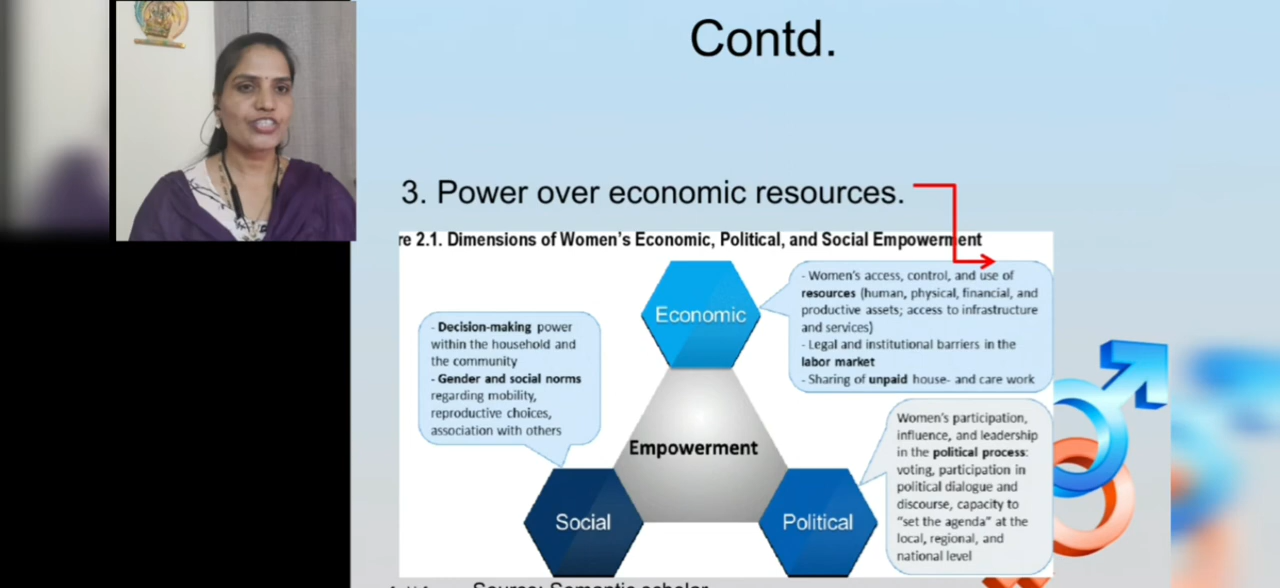 Contd.
3. Power over economic resources.
re 2.1. Dimensions of Women's Economic, Political, and Social Empowerment
Economic
- Women's access, control, and use of
resources (human, physical, financial, and
productive assets; access to infrastructure
and services)
- Legal and institutional barriers in the
labor market
- Sharing of unpaid house- and care work
- Decision-making power
within the household and
the community
- Gender and social norms
regarding mobility,
reproductive choices,
association with others
Empowerment
Women's participation,
influence, and leadership
in the political process:
voting, participation in
political dialogue and
discourse, capacity to
"set the agenda" at the
local, regional, and
national level
Social
Political
Source: Semantic scholar